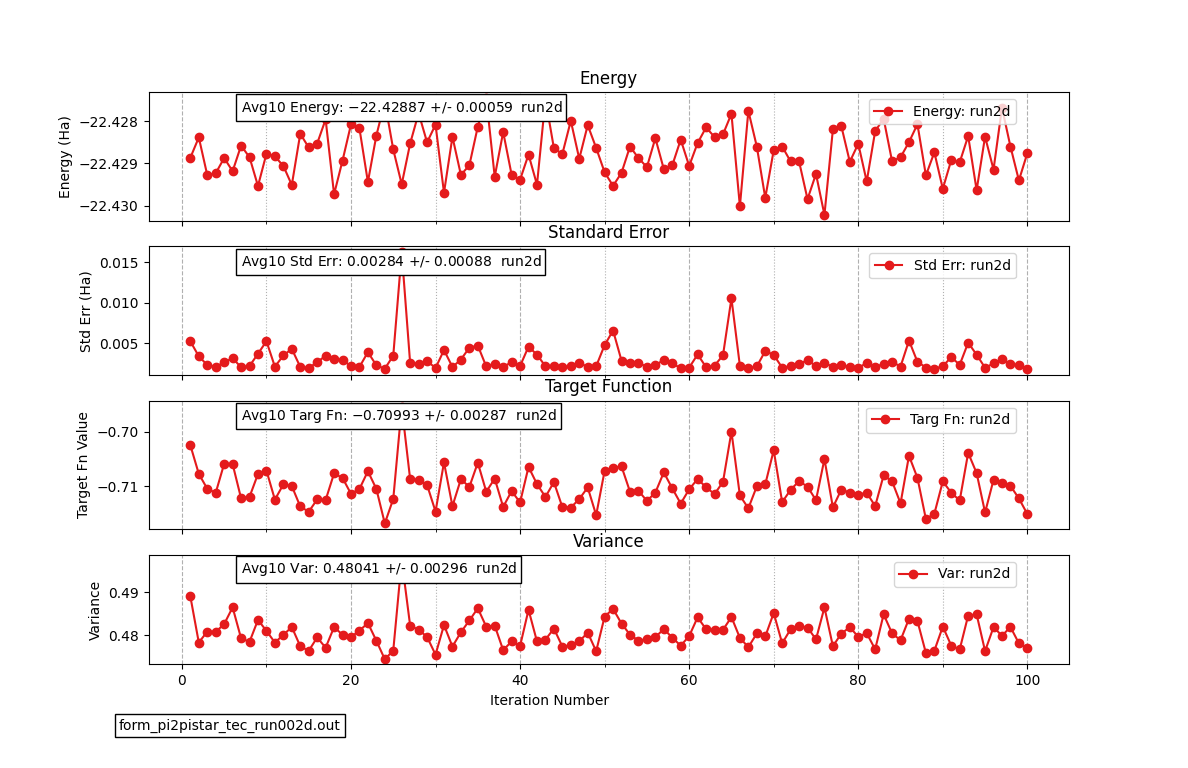 Energy
Avg10 Energy: −22.42887 +/- 0.00059  run2d
Energy: run2d
Energy (Ha)
−22.428
−22.429
−22.430
Standard Error
Avg10 Std Err: 0.00284 +/- 0.00088  run2d
Std Err: run2d
Std Err (Ha)
0.015
0.010
0.005
Target Function
Avg10 Targ Fn: −0.70993 +/- 0.00287  run2d
Targ Fn: run2d
Target Fn Value
−0.70
−0.71
Variance
Avg10 Var: 0.48041 +/- 0.00296  run2d
Var: run2d
Variance
0.49
0.48
0 20 40 60 80 100
Iteration Number
form_pi2pistar_tec_run002d.out